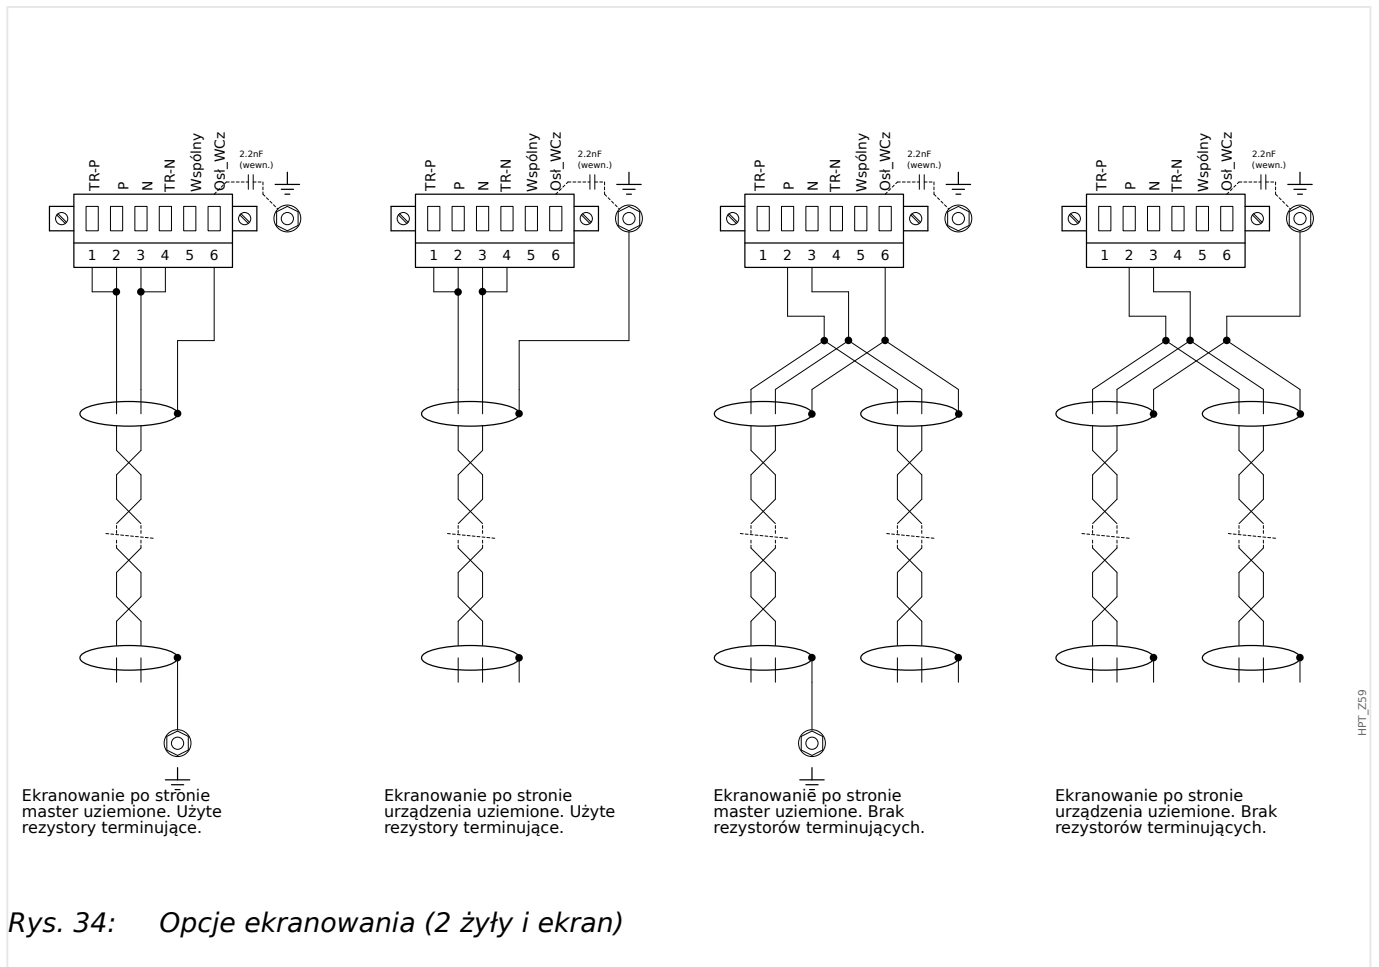 TR-P P N TR-N Wspólny Osł_WCz
2.2nF
(wewn.)
1 2 3 4 5 6
Ekranowanie po stronie
master uziemione. Użyte
rezystory terminujące.
TR-P P N TR-N Wspólny Osł_WCz
2.2nF
(wewn.)
1 2 3 4 5 6
Ekranowanie po stronie
urządzenia uziemione. Użyte
rezystory terminujące.
TR-P P N TR-N Wspólny Osł_WCz
2.2nF
(wewn.)
1 2 3 4 5 6
Ekranowanie po stronie
master uziemione. Brak
rezystorów terminujących.
TR-P P N TR-N Wspólny Osł_WCz
2.2nF
(wewn.)
1 2 3 4 5 6
Ekranowanie po stronie
urządzenia uziemione. Brak
rezystorów terminujących.
HPT_Z59
Rys. 34: Opcje ekranowania (2 żyły i ekran)